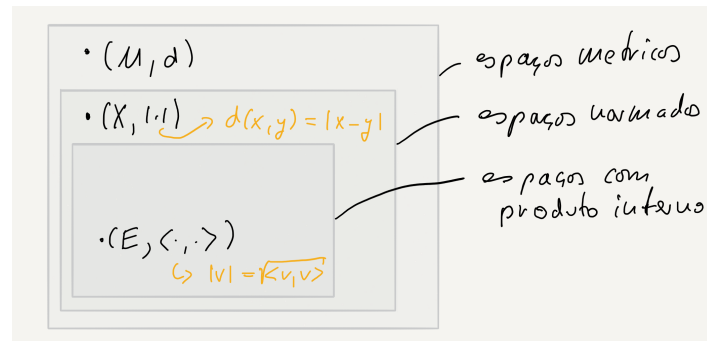 • (M, d)
espaços metricos
• (X, |·|) → d(x, y) = |x-y|
espaços normado
espaços com
produto interno
• (E, <·,·>)
↪ |v| = √<v, v>